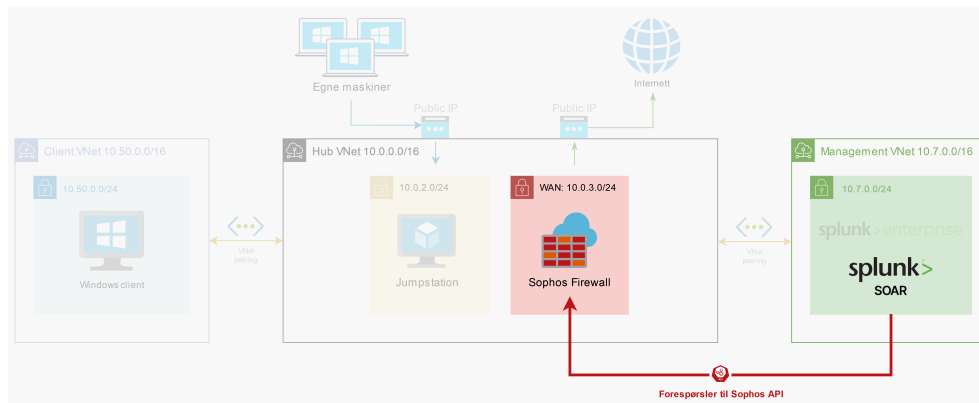 Egne maskiner
Internett
Public IP
Public IP
Client VNet 10.50.0.0/16
Hub VNet 10.0.0.0/16
Management VNet 10.7.0.0/16
10.50.0.0/24
10.0.2.0/24
WAN: 10.0.3.0/24
10.7.0.0/24
splunk>enterprise
splunk>
SOAR
VNet
peering
VNet
peering
Windows client
Jumpstation
Sophos Firewall
Forespørsler til Sophos API